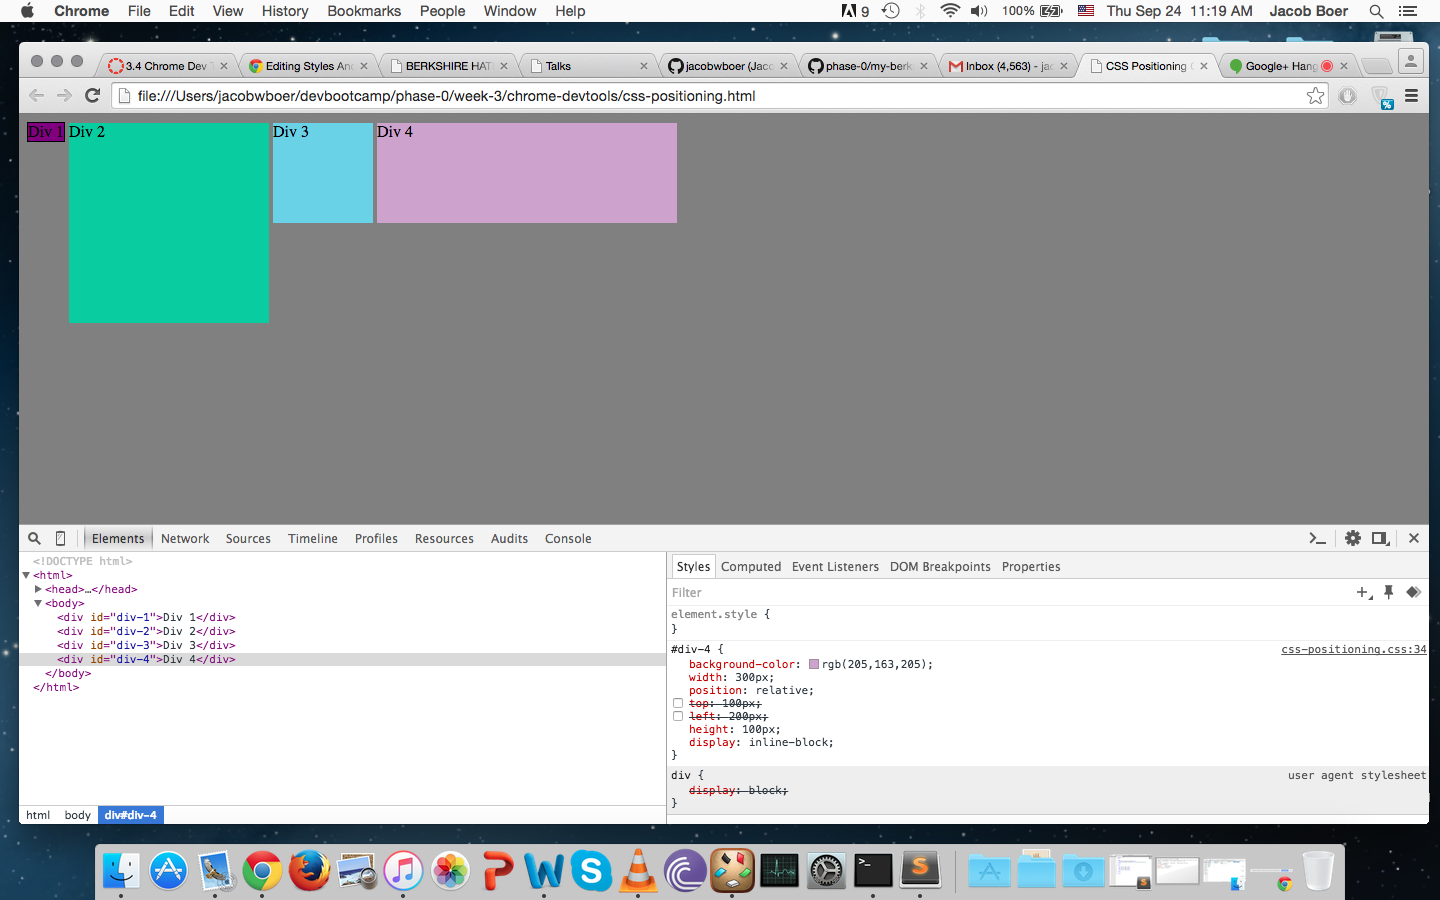 Chrome File Edit View History Bookmarks People Window Help 9 100% Thu Sep 24 11:19 AM Jacob Boer
3.4 Chrome Dev T Editing Styles And BERKSHIRE HAT Talks jacobwboer (Jaco phase-0/my-berk Inbox (4,563) - jac CSS Positioning Google+ Hang
file:///Users/jacobwboer/devbootcamp/phase-0/week-3/chrome-devtools/css-positioning.html
Div 1 Div 2 Div 3 Div 4
Elements Network Sources Timeline Profiles Resources Audits Console
<!DOCTYPE html>
<html>
<head>…</head>
<body>
<div id="div-1">Div 1</div>
<div id="div-2">Div 2</div>
<div id="div-3">Div 3</div>
<div id="div-4">Div 4</div>
</body>
</html>
html body div#div-4
Styles Computed Event Listeners DOM Breakpoints Properties
Filter
element.style {
}
#div-4 { css-positioning.css:34
background-color: rgb(205,163,205);
width: 300px;
position: relative;
top: 100px;
left: 200px;
height: 100px;
display: inline-block;
}
div { user agent stylesheet
display: block;
}